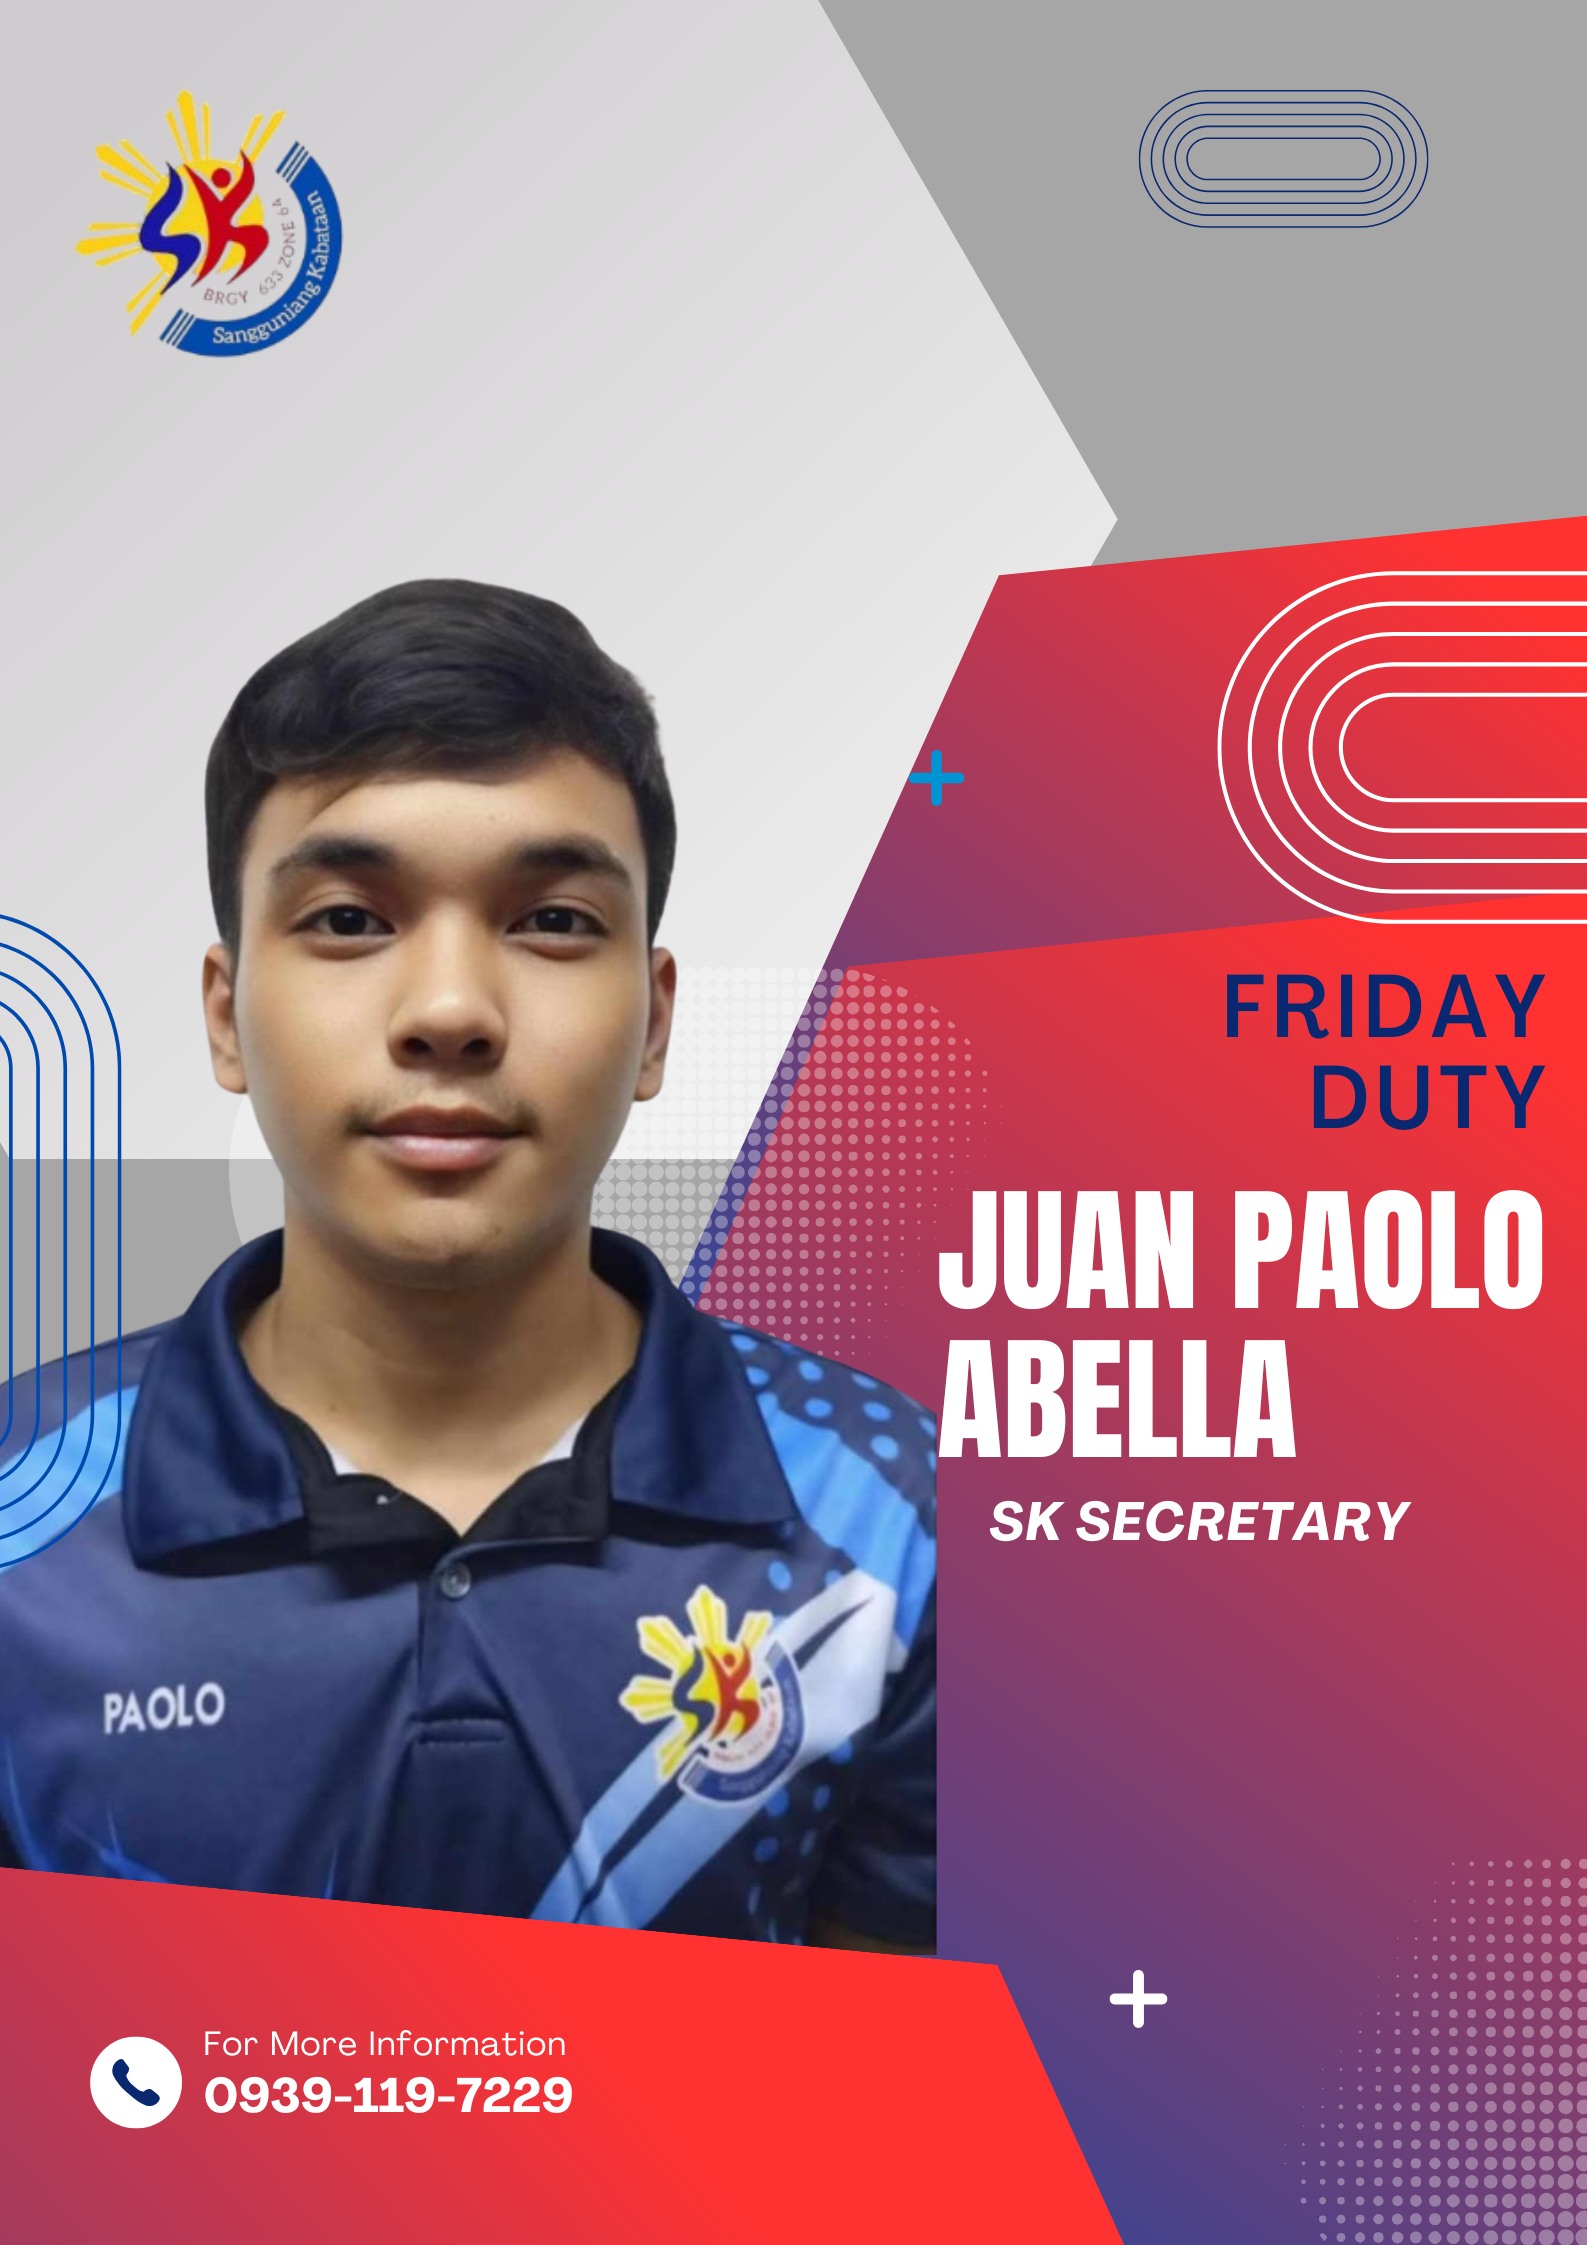 BRGY 633 ZONE 64
Sangguniang Kabataan
FRIDAY
DUTY
JUAN PAOLO
ABELLA
SK SECRETARY
PAOLO
For More Information
0939-119-7229